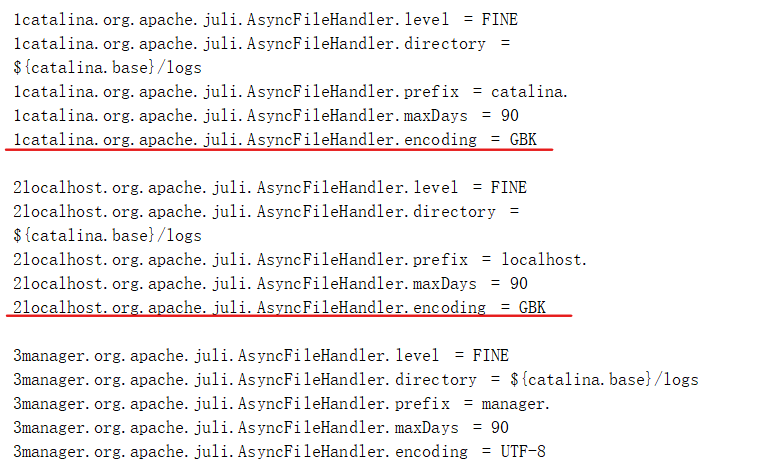 1catalina.org.apache.juli.AsyncFileHandler.level = FINE
1catalina.org.apache.juli.AsyncFileHandler.directory =
${catalina.base}/logs
1catalina.org.apache.juli.AsyncFileHandler.prefix = catalina.
1catalina.org.apache.juli.AsyncFileHandler.maxDays = 90
1catalina.org.apache.juli.AsyncFileHandler.encoding = GBK
2localhost.org.apache.juli.AsyncFileHandler.level = FINE
2localhost.org.apache.juli.AsyncFileHandler.directory =
${catalina.base}/logs
2localhost.org.apache.juli.AsyncFileHandler.prefix = localhost.
2localhost.org.apache.juli.AsyncFileHandler.maxDays = 90
2localhost.org.apache.juli.AsyncFileHandler.encoding = GBK
3manager.org.apache.juli.AsyncFileHandler.level = FINE
3manager.org.apache.juli.AsyncFileHandler.directory = ${catalina.base}/logs
3manager.org.apache.juli.AsyncFileHandler.prefix = manager.
3manager.org.apache.juli.AsyncFileHandler.maxDays = 90
3manager.org.apache.juli.AsyncFileHandler.encoding = UTF-8